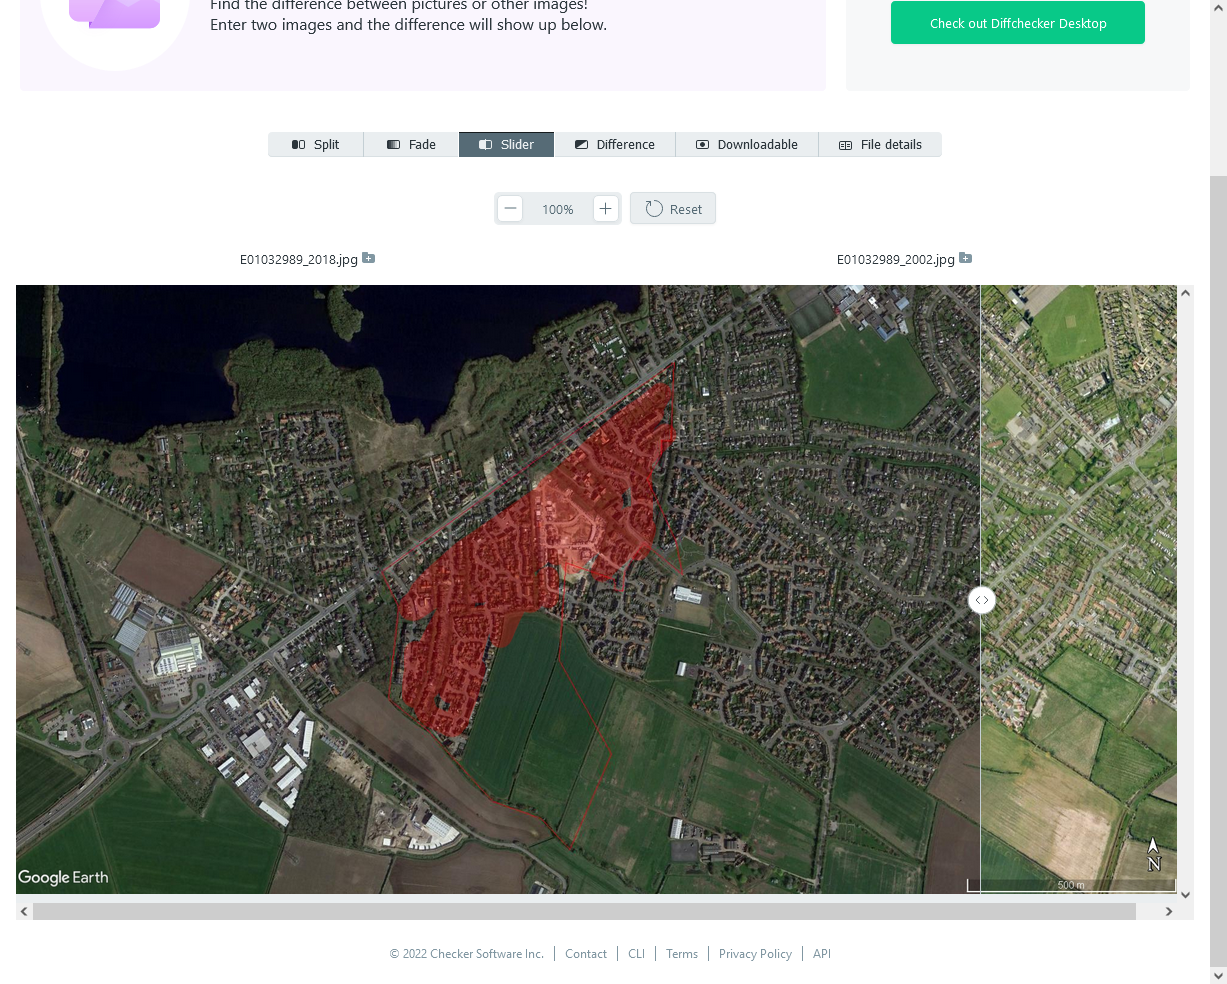 Find the difference between pictures or other images!
Enter two images and the difference will show up below.
Check out Diffchecker Desktop
Split
Fade
Slider
Difference
Downloadable
File details
100%
Reset
E01032989_2018.jpg
E01032989_2002.jpg
Google Earth
N
500 m
© 2022 Checker Software Inc.
Contact
CLI
Terms
Privacy Policy
API